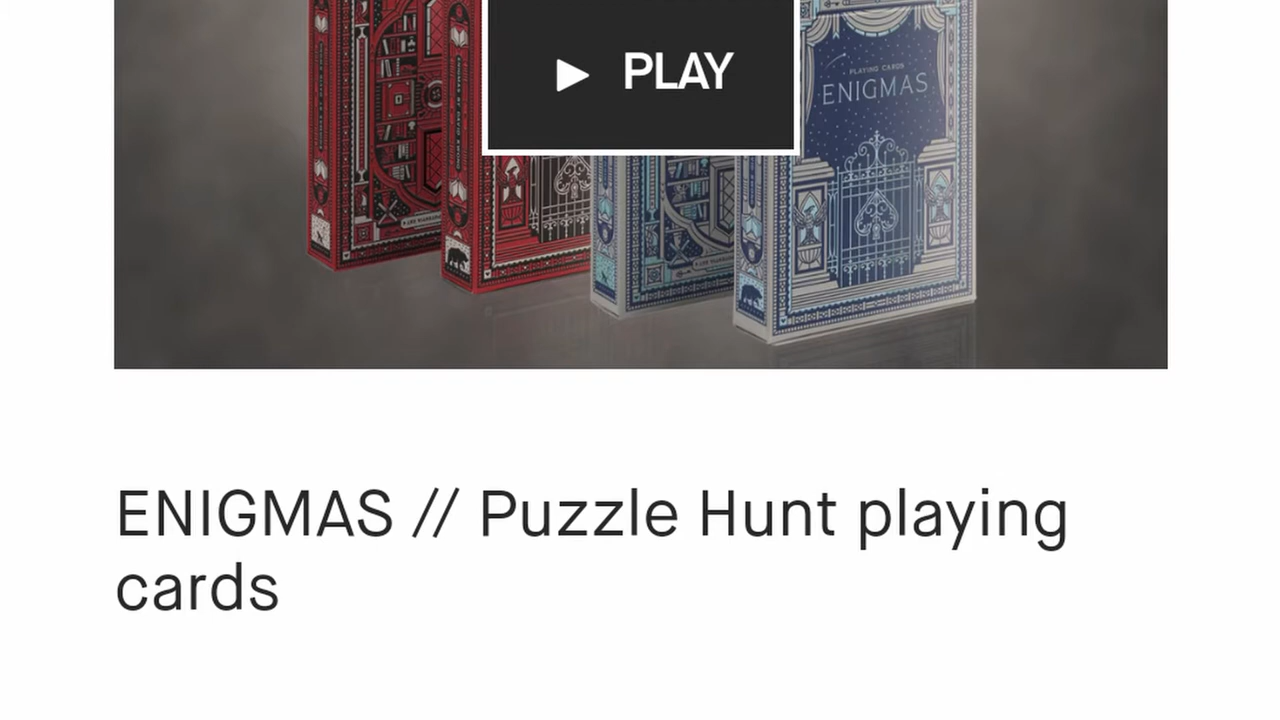 PLAY
PLAYING CARDS
ENIGMAS
ENIGMAS // Puzzle Hunt playing
cards